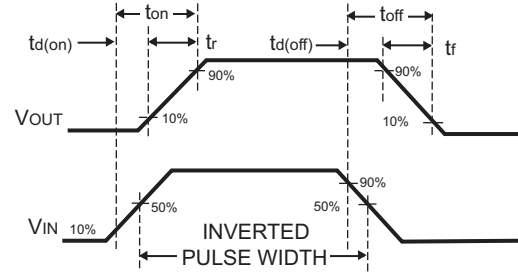 ton toff
td(on) tr td(off) tf
90% 90%
VOUT 10% 10%
90%
50% 50%
VIN 10% INVERTED
PULSE WIDTH